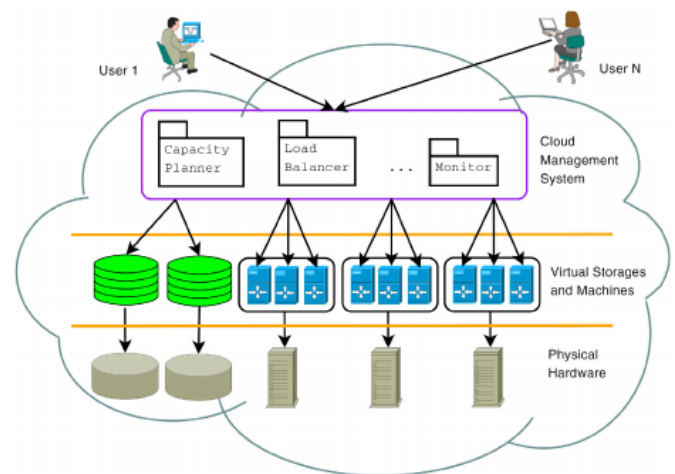 User 1
User N
Capacity
Planner
Load
Balancer
...
Monitor
Cloud
Management
System
Virtual Storages
and Machines
Physical
Hardware